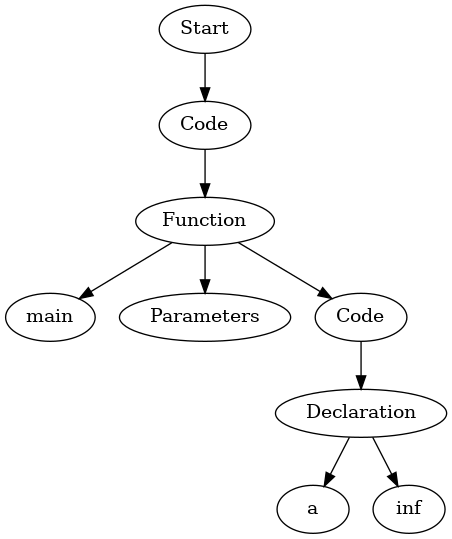 Start
Code
Function
main
Parameters
Code
Declaration
a
inf